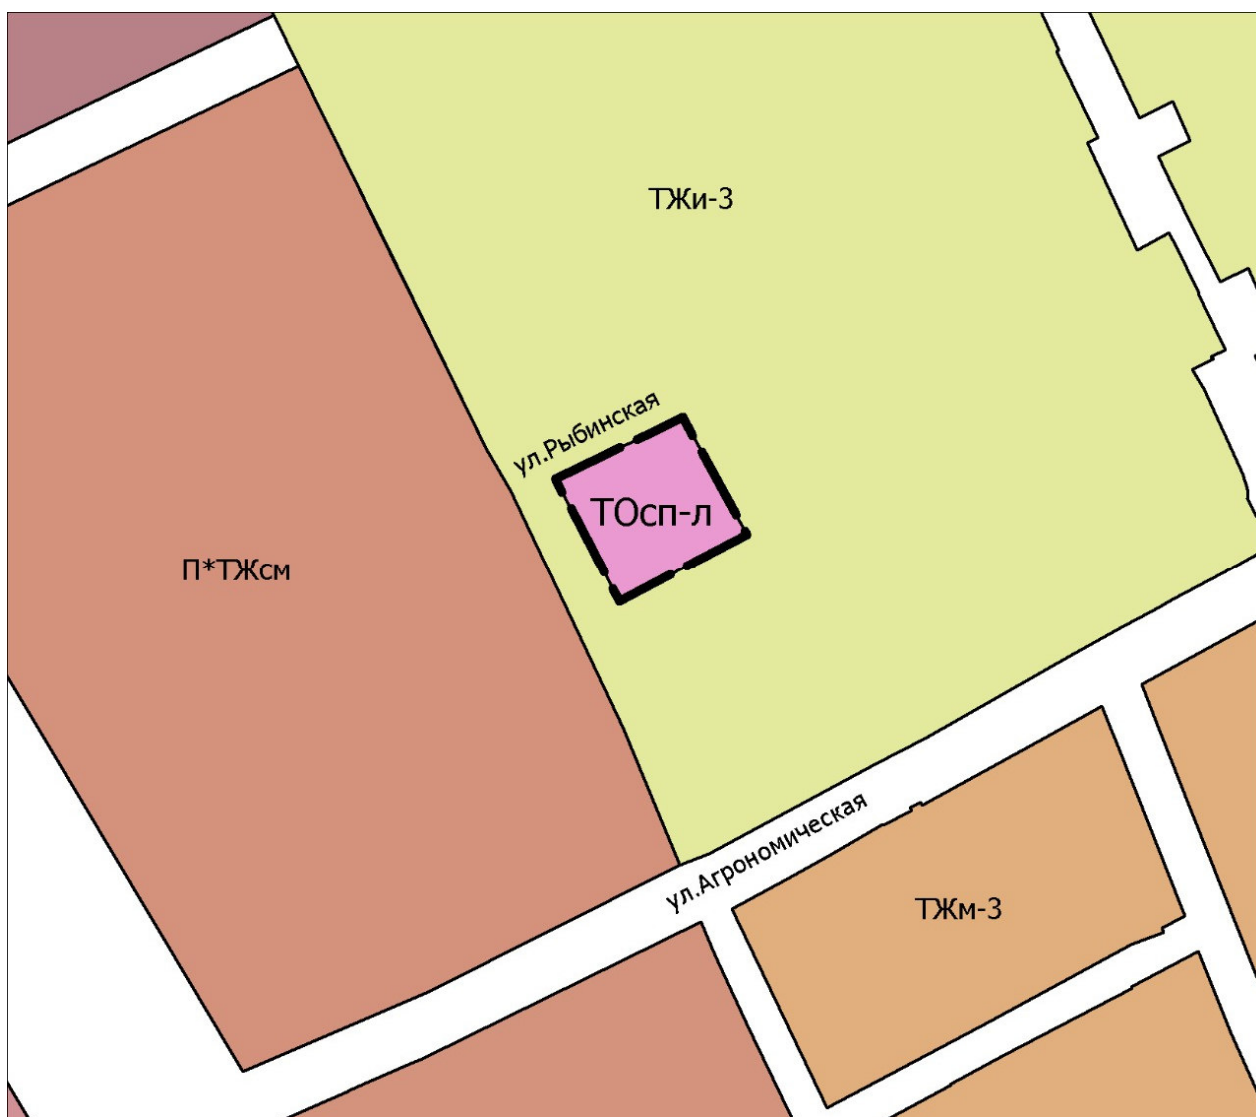 ТЖи-3
ул.Рыбинская
ТОсп-л
П*ТЖсм
ул.Агрономическая
ТЖм-3